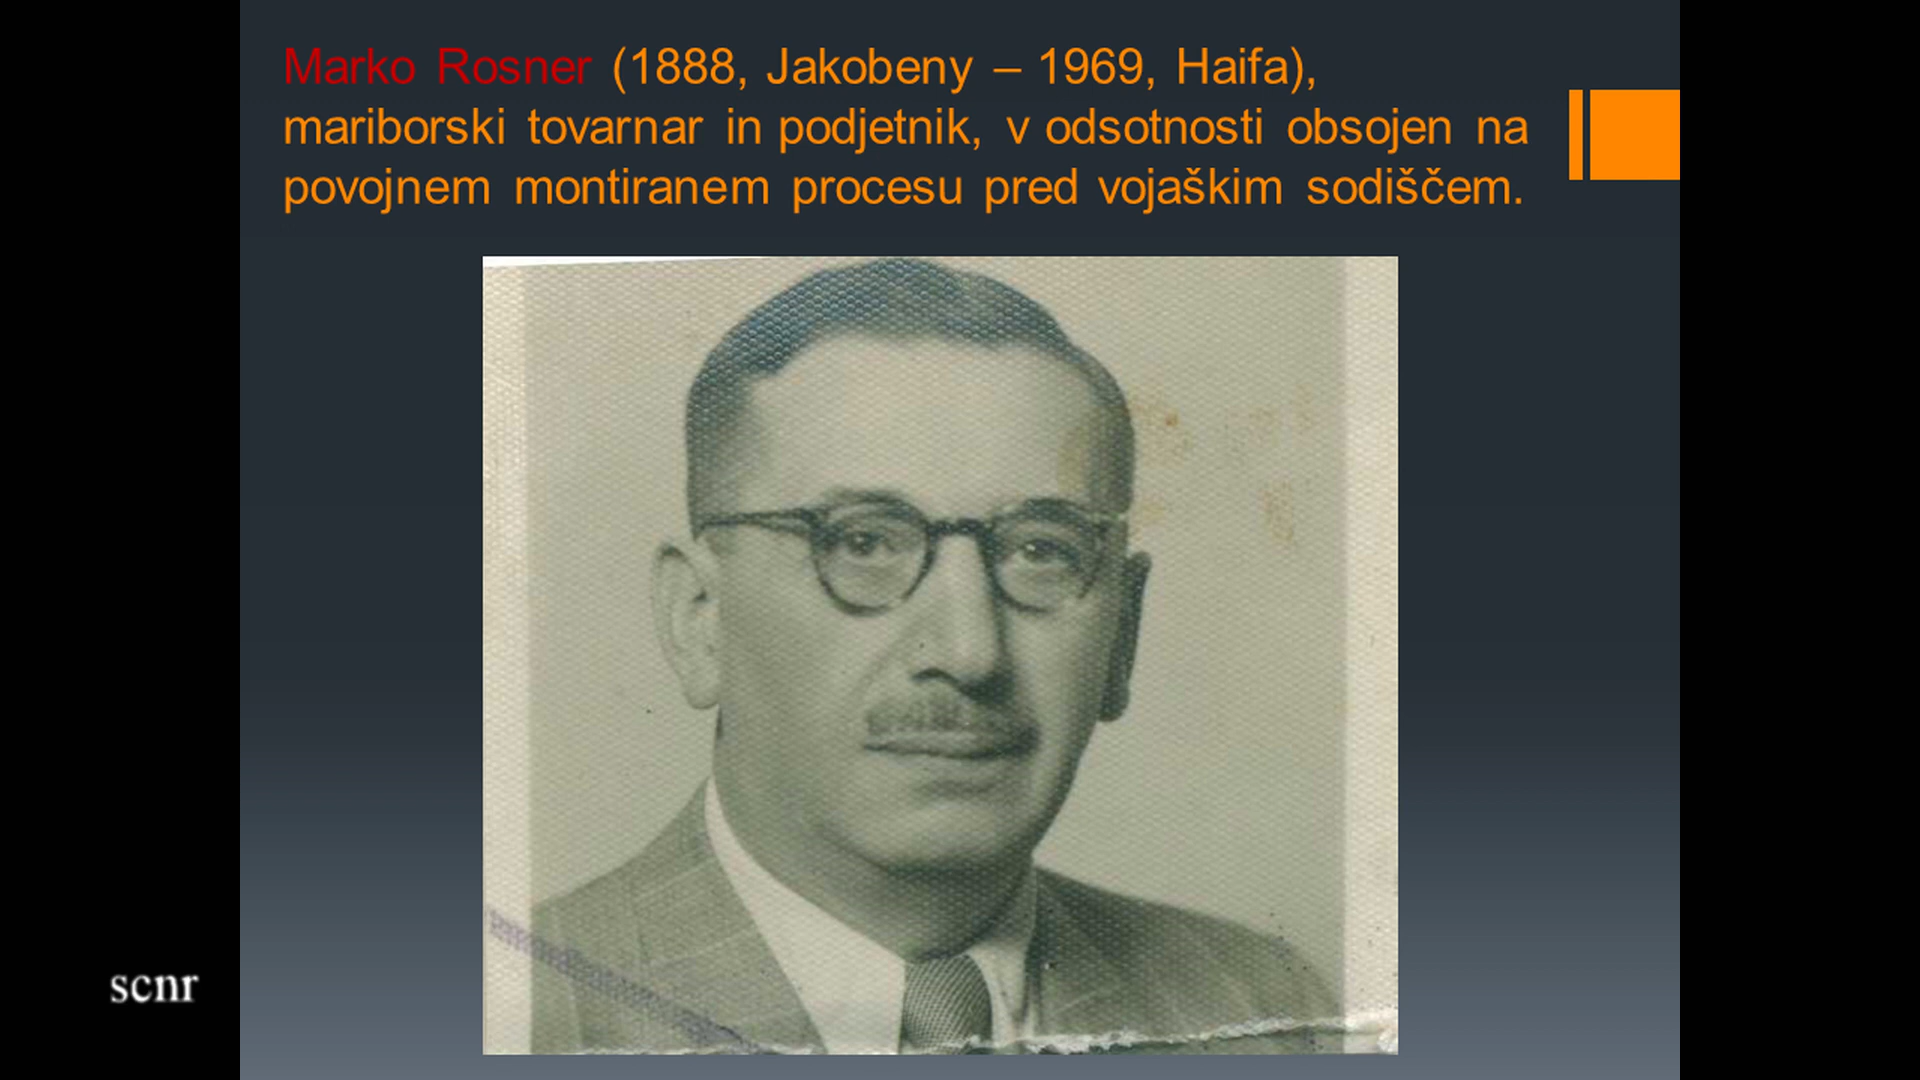 Marko Rosner (1888, Jakobeny – 1969, Haifa),
mariborski tovarnar in podjetnik, v odsotnosti obsojen na
povojnem montiranem procesu pred vojaškim sodiščem.
scnr